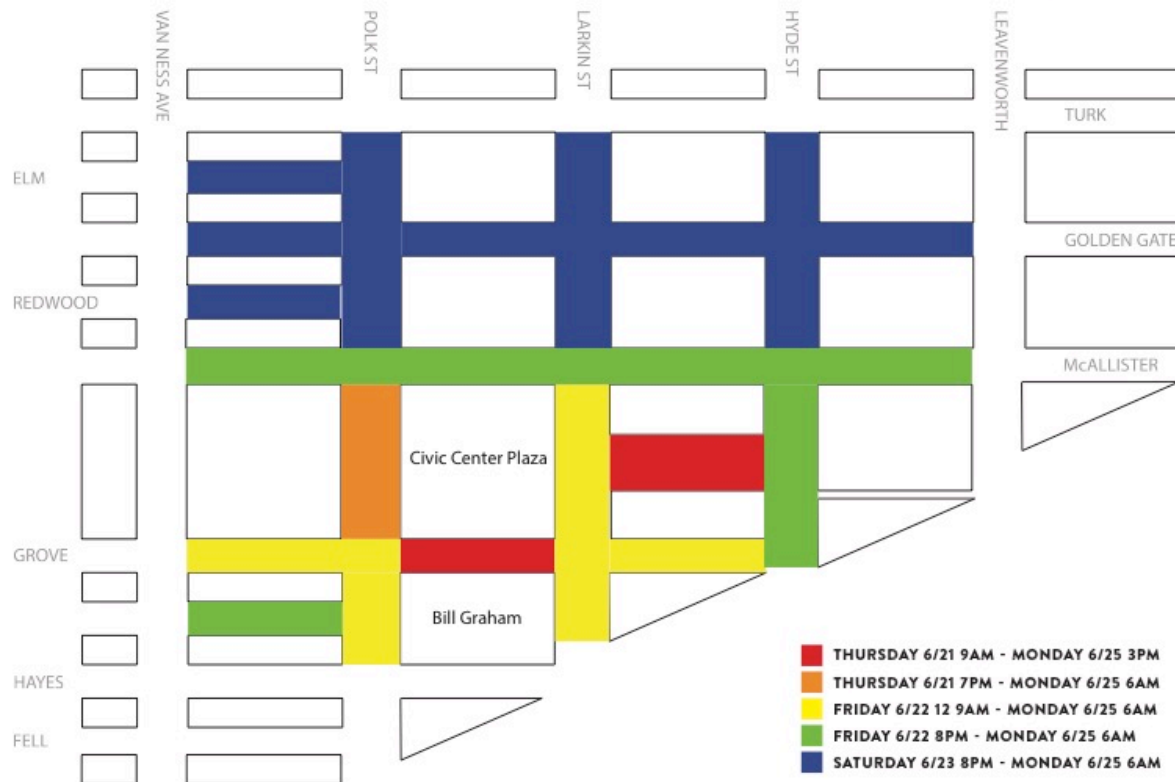 VAN NESS AVE
POLK ST
LARKIN ST
HYDE ST
LEAVENWORTH
TURK
ELM
GOLDEN GATE
REDWOOD
McALLISTER
Civic Center Plaza
GROVE
Bill Graham
HAYES
FELL
THURSDAY 6/21 9AM - MONDAY 6/25 3PM
THURSDAY 6/21 7PM - MONDAY 6/25 6AM
FRIDAY 6/22 12 9AM - MONDAY 6/25 6AM
FRIDAY 6/22 8PM - MONDAY 6/25 6AM
SATURDAY 6/23 8PM - MONDAY 6/25 6AM